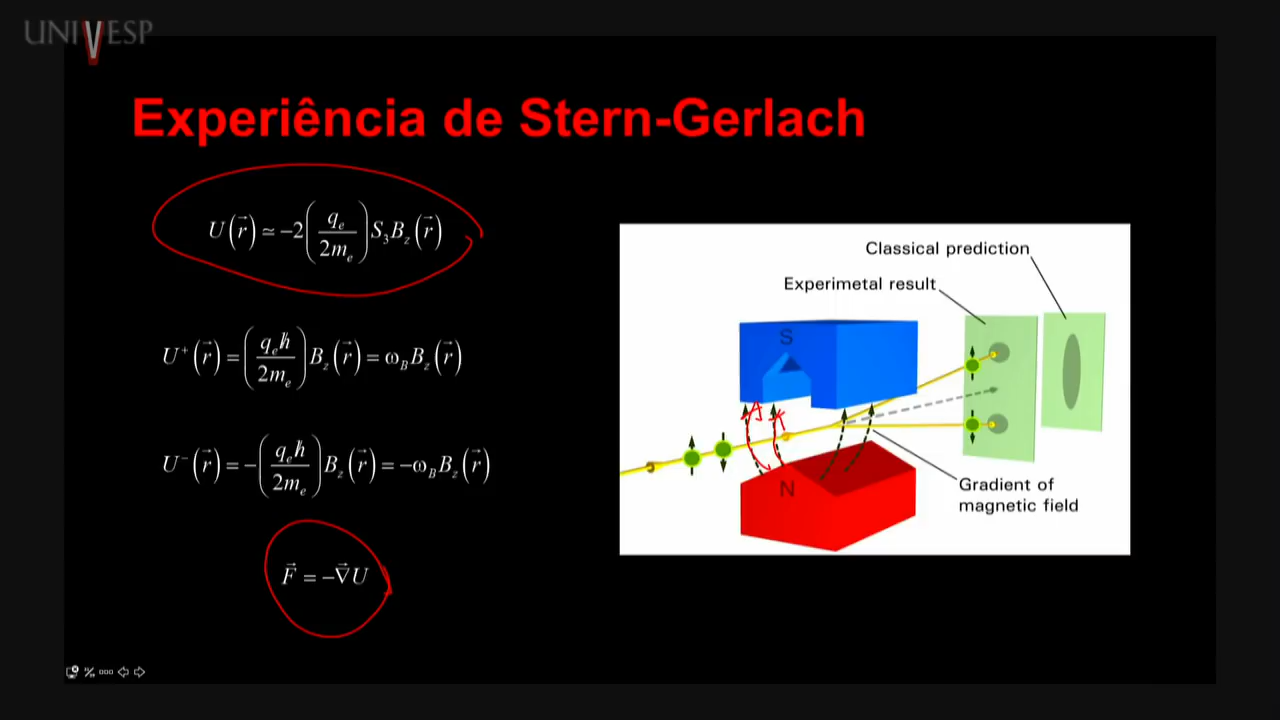 UNIVESP
Experiência de Stern-Gerlach
U(r⃗) ≃ −2(qₑ/2mₑ)S₃B_z(r⃗)
U⁺(r⃗) = (qₑℏ/2mₑ)B_z(r⃗) = ω_B B_z(r⃗)
U⁻(r⃗) = −(qₑℏ/2mₑ)B_z(r⃗) = −ω_B B_z(r⃗)
F⃗ = −∇⃗U
Classical prediction
Experimetal result
S
N
Gradient of
magnetic field